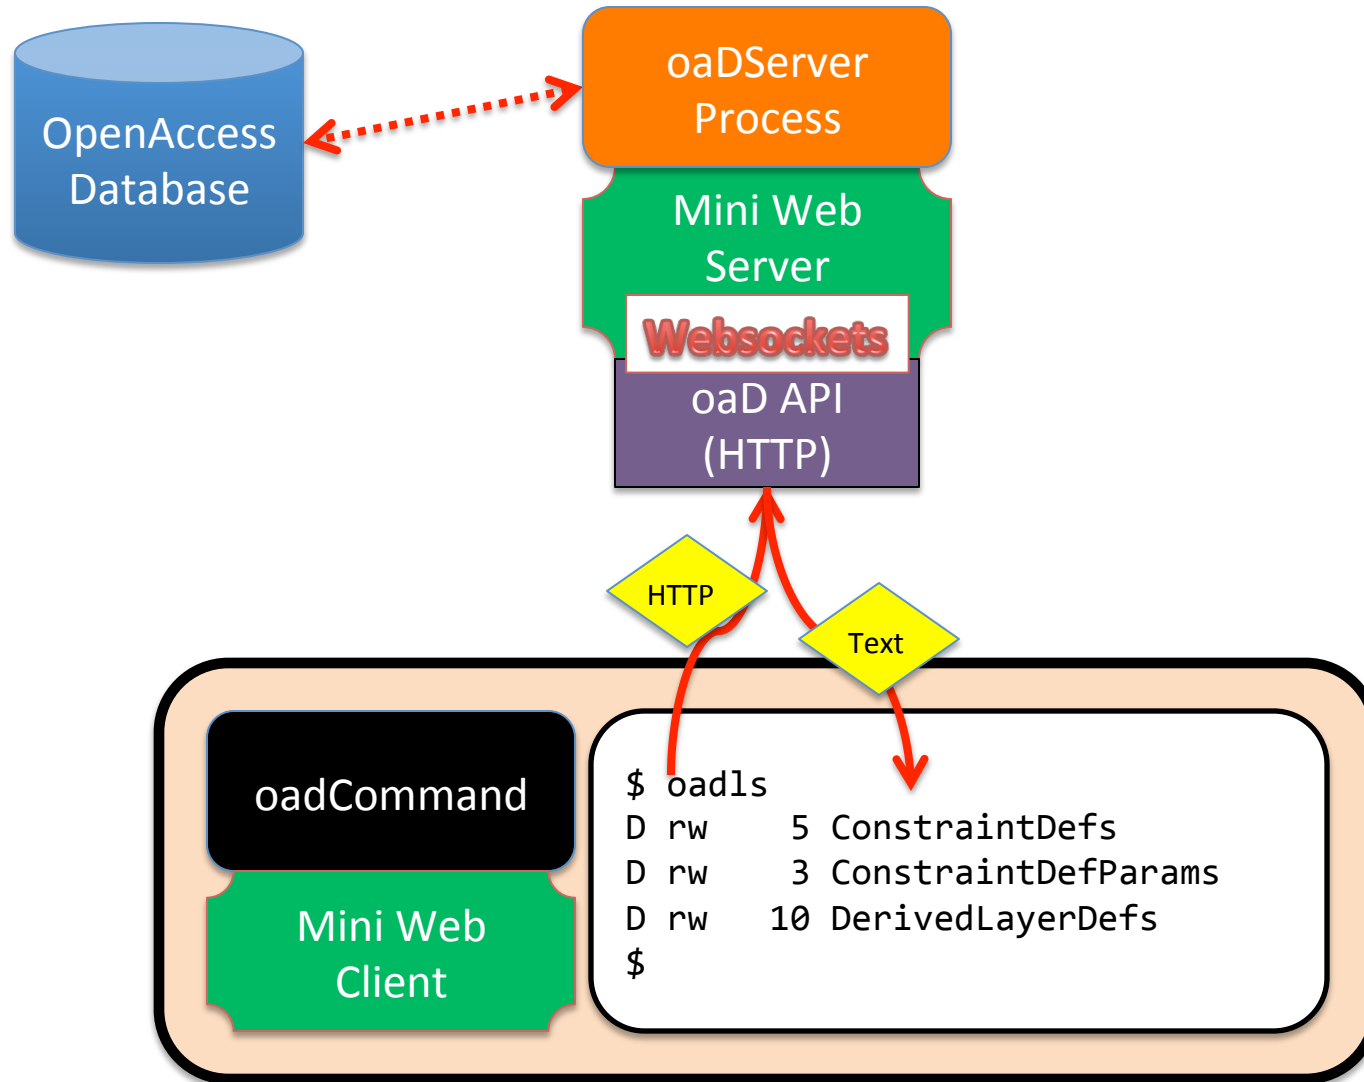 OpenAccess
Database
oaDServer
Process
Mini Web
Server
Websockets
oaD API
(HTTP)
HTTP
Text
oadCommand
Mini Web
Client
$ oadls
D rw    5 ConstraintDefs
D rw    3 ConstraintDefParams
D rw   10 DerivedLayerDefs
$